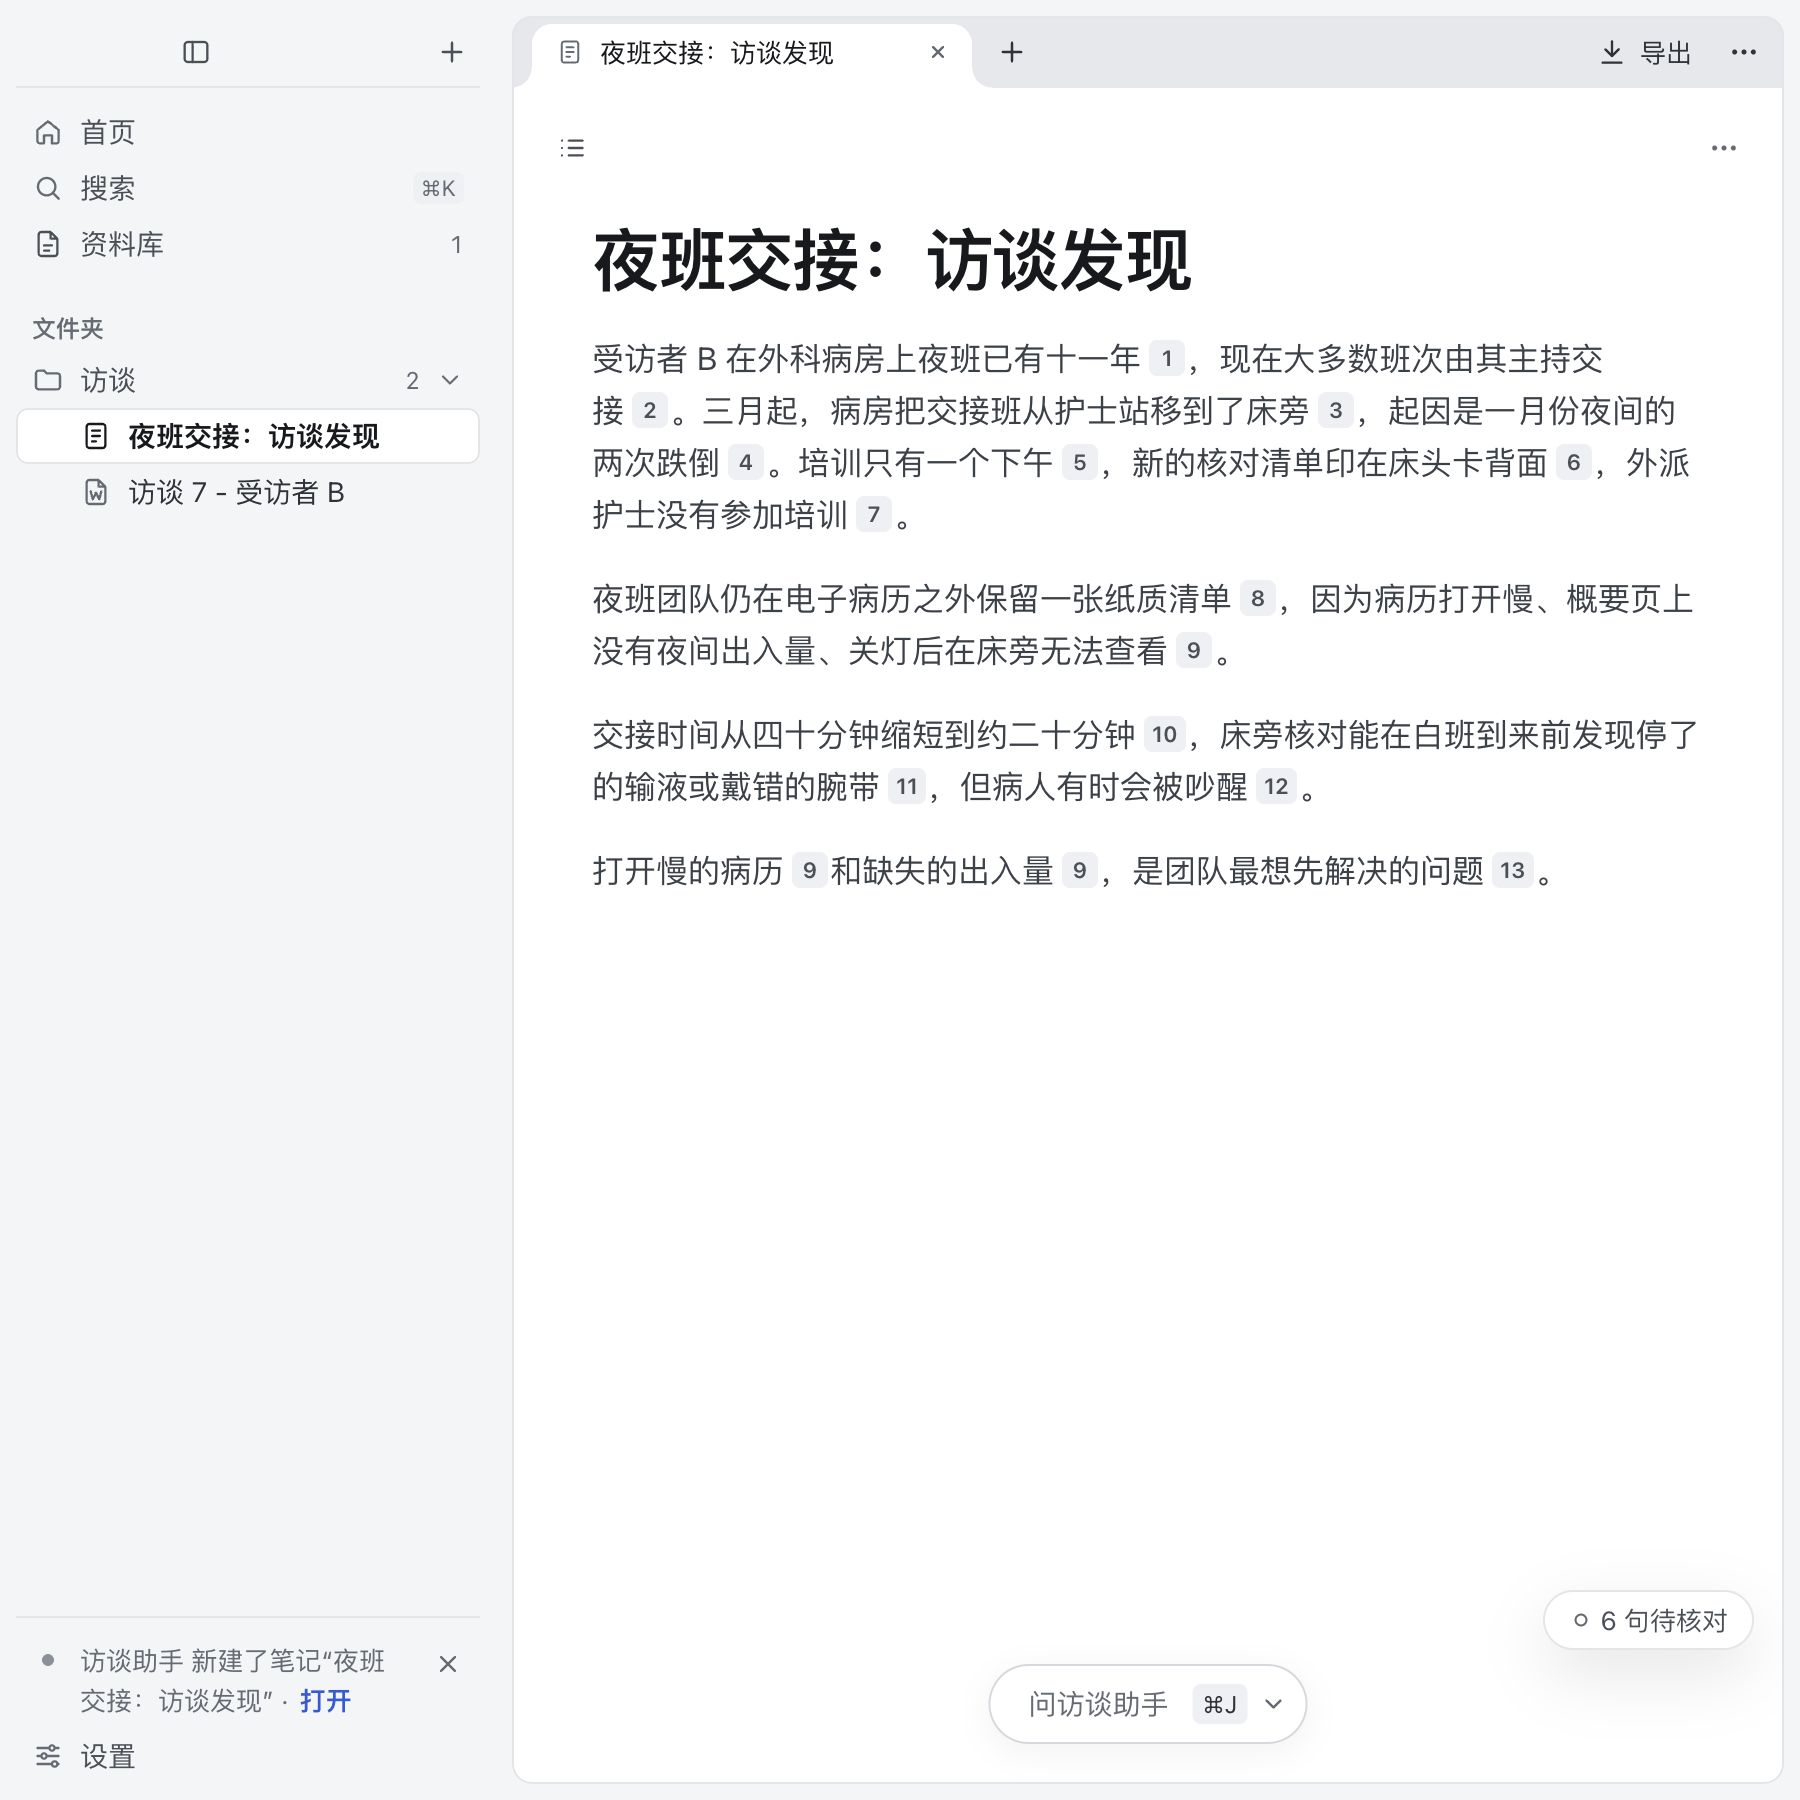 首页
搜索 ⌘K
资料库 1
文件夹
访谈 2
夜班交接：访谈发现
访谈 7 - 受访者 B
访谈助手 新建了笔记“夜班
交接：访谈发现” · 打开
设置
夜班交接：访谈发现
导出
夜班交接：访谈发现
受访者 B 在外科病房上夜班已有十一年 1，现在大多数班次由其主持交
接 2。三月起，病房把交接班从护士站移到了床旁 3，起因是一月份夜间的
两次跌倒 4。培训只有一个下午 5，新的核对清单印在床头卡背面 6，外派
护士没有参加培训 7。
夜班团队仍在电子病历之外保留一张纸质清单 8，因为病历打开慢、概要页上
没有夜间出入量、关灯后在床旁无法查看 9。
交接时间从四十分钟缩短到约二十分钟 10，床旁核对能在白班到来前发现停了
的输液或戴错的腕带 11，但病人有时会被吵醒 12。
打开慢的病历 9 和缺失的出入量 9，是团队最想先解决的问题 13。
6 句待核对
问访谈助手 ⌘J